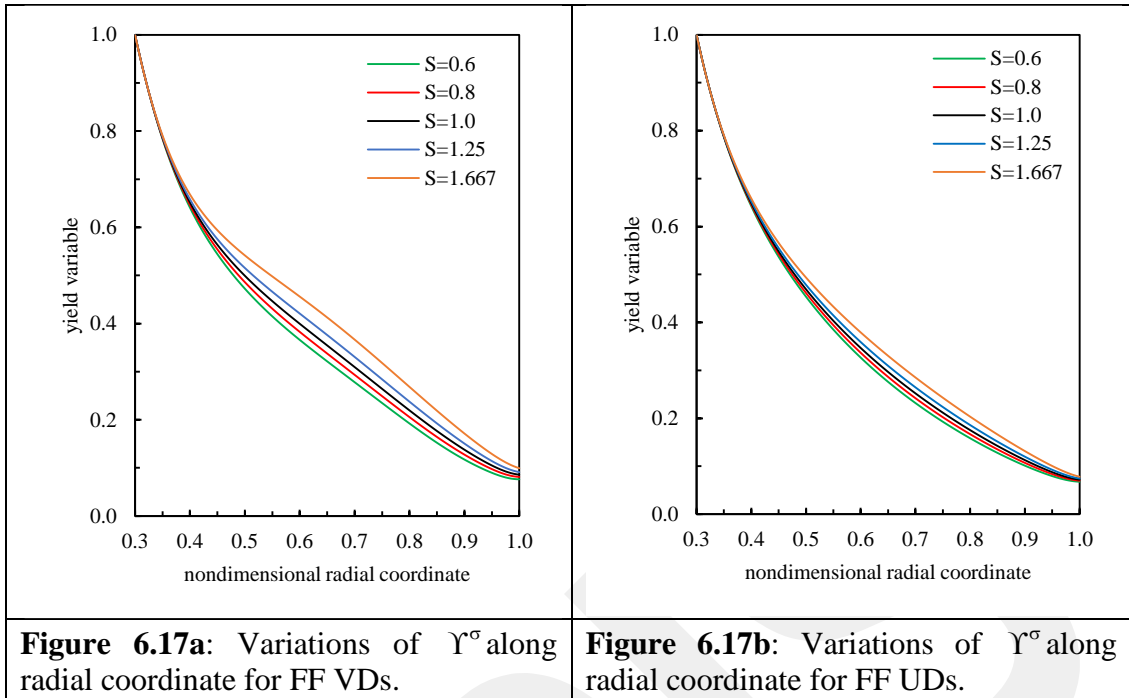 1.0
0.8
0.6
0.4
0.2
0.0
yield variable
S=0.6
S=0.8
S=1.0
S=1.25
S=1.667
0.3 0.4 0.5 0.6 0.7 0.8 0.9 1.0
nondimensional radial coordinate
Figure 6.17a: Variations of ϒσ along
radial coordinate for FF VDs.
1.0
0.8
0.6
0.4
0.2
0.0
yield variable
S=0.6
S=0.8
S=1.0
S=1.25
S=1.667
0.3 0.4 0.5 0.6 0.7 0.8 0.9 1.0
nondimensional radial coordinate
Figure 6.17b: Variations of ϒσ along
radial coordinate for FF UDs.